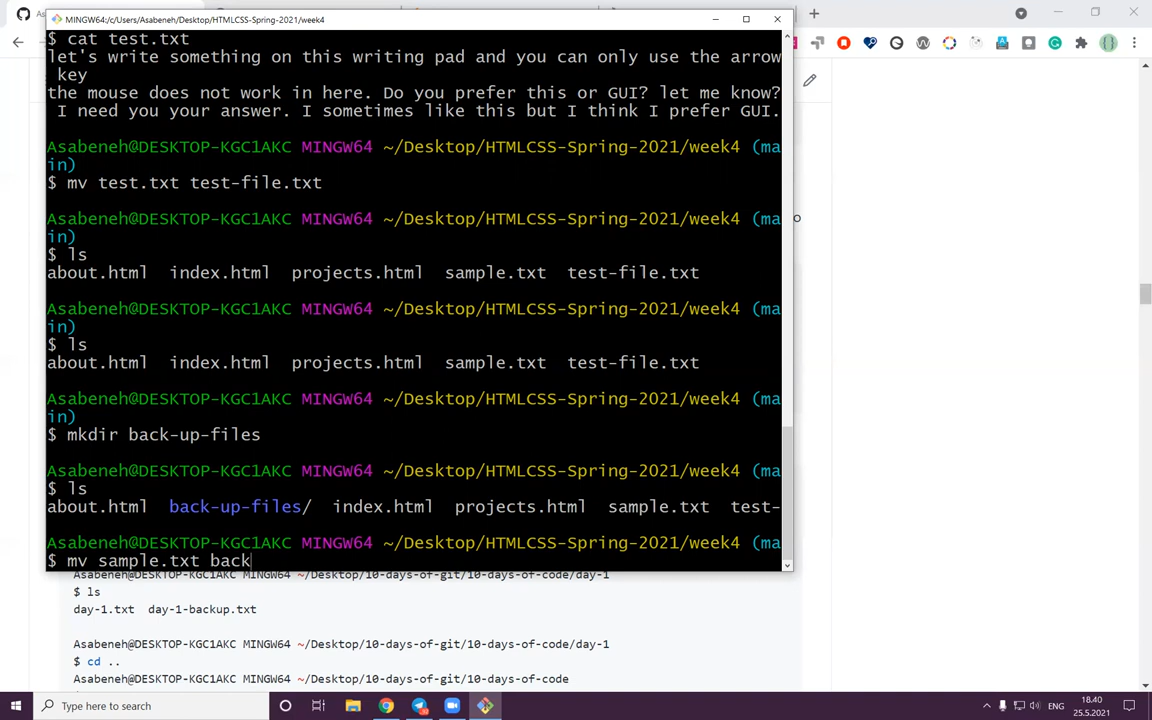 MINGW64:/c/Users/Asabeneh/Desktop/HTMLCSS-Spring-2021/week4
$ cat test.txt
let's write something on this writing pad and you can only use the arrow
key
the mouse does not work in here. Do you prefer this or GUI? let me know?
I need you your answer. I sometimes like this but I think I prefer GUI.
Asabeneh@DESKTOP-KGC1AKC MINGW64 ~/Desktop/HTMLCSS-Spring-2021/week4 (ma
in)
$ mv test.txt test-file.txt
Asabeneh@DESKTOP-KGC1AKC MINGW64 ~/Desktop/HTMLCSS-Spring-2021/week4 (ma
in)
$ ls
about.html index.html projects.html sample.txt test-file.txt
Asabeneh@DESKTOP-KGC1AKC MINGW64 ~/Desktop/HTMLCSS-Spring-2021/week4 (ma
in)
$ ls
about.html index.html projects.html sample.txt test-file.txt
Asabeneh@DESKTOP-KGC1AKC MINGW64 ~/Desktop/HTMLCSS-Spring-2021/week4 (ma
in)
$ mkdir back-up-files
Asabeneh@DESKTOP-KGC1AKC MINGW64 ~/Desktop/HTMLCSS-Spring-2021/week4 (ma
$ ls
about.html back-up-files/ index.html projects.html sample.txt test-
Asabeneh@DESKTOP-KGC1AKC MINGW64 ~/Desktop/HTMLCSS-Spring-2021/week4 (ma
$ mv sample.txt back
Asabeneh@DESKTOP-KGC1AKC MINGW64 ~/Desktop/10-days-of-git/10-days-of-code/day-1
$ ls
day-1.txt day-1-backup.txt
Asabeneh@DESKTOP-KGC1AKC MINGW64 ~/Desktop/10-days-of-git/10-days-of-code/day-1
$ cd ..
Asabeneh@DESKTOP-KGC1AKC MINGW64 ~/Desktop/10-days-of-git/10-days-of-code
Type here to search
ENG
18.40
25.5.2021